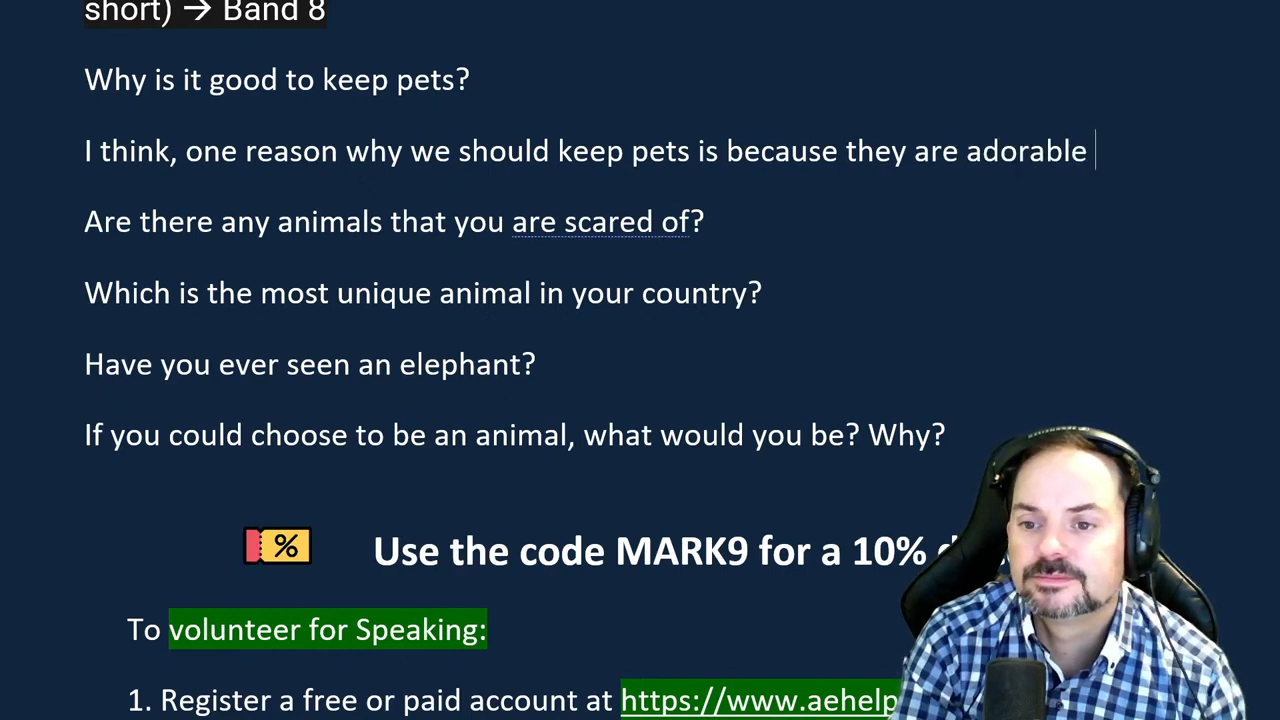 short) → Band 8
Why is it good to keep pets?
I think, one reason why we should keep pets is because they are adorable
Are there any animals that you are scared of?
Which is the most unique animal in your country?
Have you ever seen an elephant?
If you could choose to be an animal, what would you be? Why?
% Use the code MARK9 for a 10%
To volunteer for Speaking:
1. Register a free or paid account at https://www.aehelp